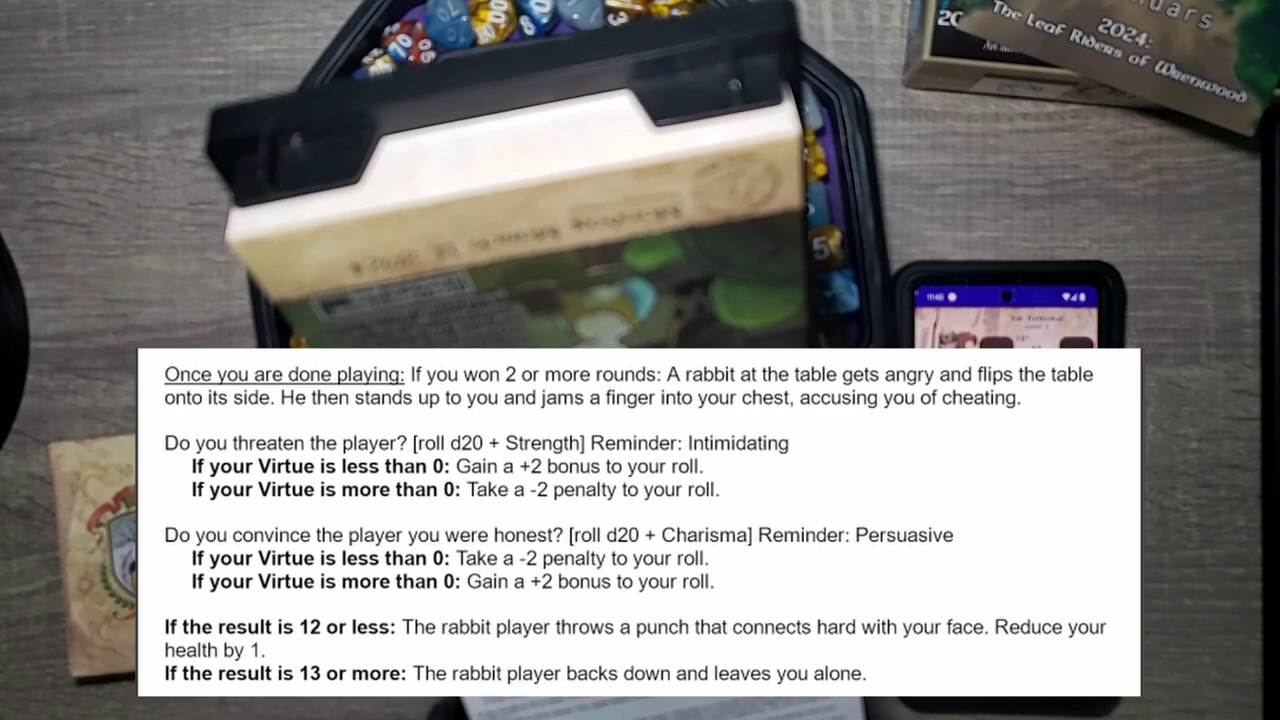 20
dars
2024:
The Leaf Riders of Wrenwood
5
11:40
Once you are done playing: If you won 2 or more rounds: A rabbit at the table gets angry and flips the table
onto its side. He then stands up to you and jams a finger into your chest, accusing you of cheating.
Do you threaten the player? [roll d20 + Strength] Reminder: Intimidating
If your Virtue is less than 0: Gain a +2 bonus to your roll.
If your Virtue is more than 0: Take a -2 penalty to your roll.
Do you convince the player you were honest? [roll d20 + Charisma] Reminder: Persuasive
If your Virtue is less than 0: Take a -2 penalty to your roll.
If your Virtue is more than 0: Gain a +2 bonus to your roll.
If the result is 12 or less: The rabbit player throws a punch that connects hard with your face. Reduce your
health by 1.
If the result is 13 or more: The rabbit player backs down and leaves you alone.